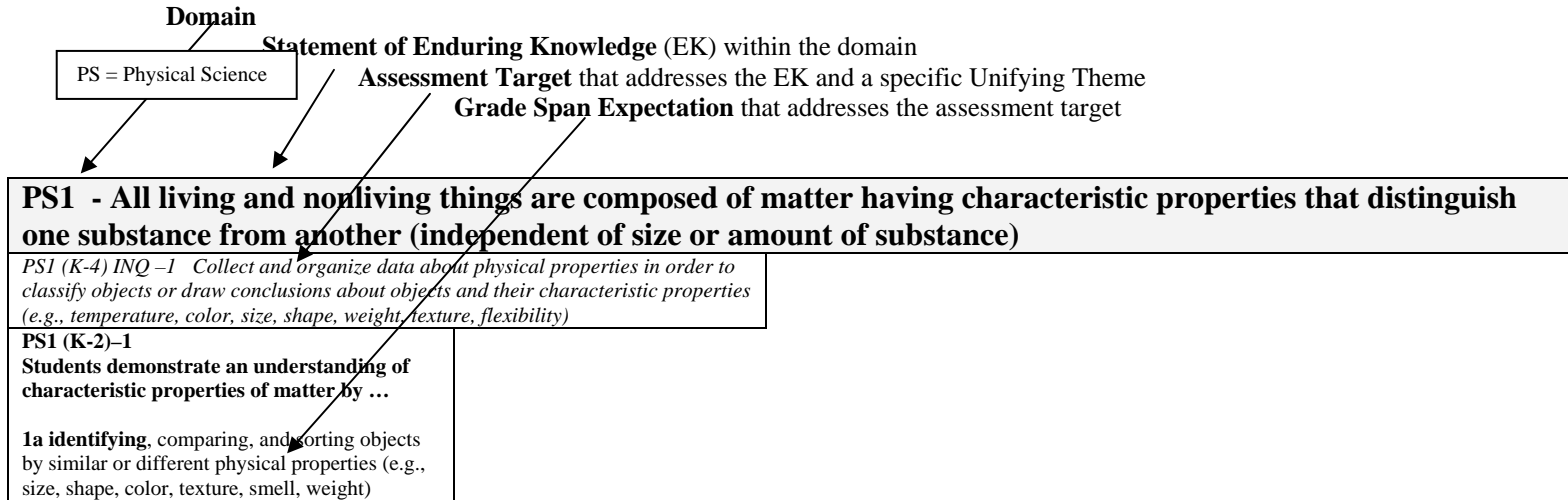 Domain
Statement of Enduring Knowledge (EK) within the domain
PS = Physical Science
Assessment Target that addresses the EK and a specific Unifying Theme
Grade Span Expectation that addresses the assessment target
PS1 - All living and nonliving things are composed of matter having characteristic properties that distinguish
one substance from another (independent of size or amount of substance)
PS1 (K-4) INQ –1 Collect and organize data about physical properties in order to
classify objects or draw conclusions about objects and their characteristic properties
(e.g., temperature, color, size, shape, weight, texture, flexibility)
PS1 (K-2)–1
Students demonstrate an understanding of
characteristic properties of matter by …
1a identifying, comparing, and sorting objects
by similar or different physical properties (e.g.,
size, shape, color, texture, smell, weight)